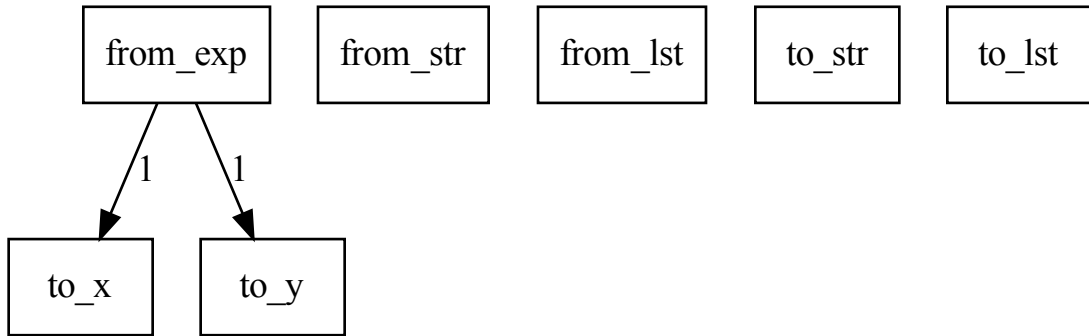 from_exp from_str from_lst to_str to_lst
1 1
to_x to_y